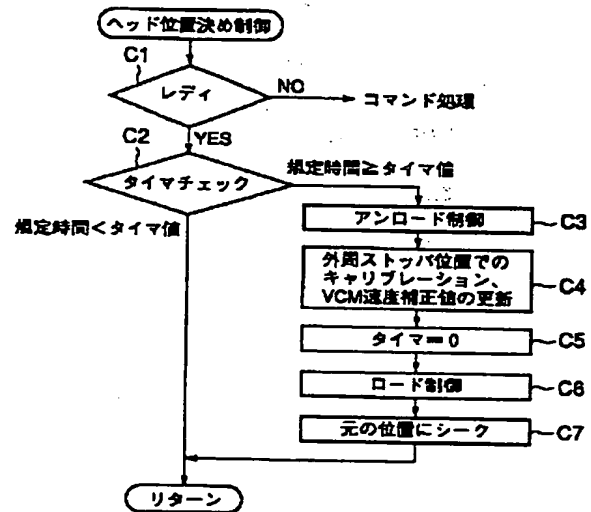 ヘッド位置決め制御
C1
レディ
NO
コマンド処理
C2
YES
タイマチェック
規定時間≧タイマ値
規定時間<タイマ値
アンロード制御
C3
外周ストッパ位置での
キャリブレーション、
VCM速度補正値の更新
C4
タイマ=0
C5
ロード制御
C6
元の位置にシーク
C7
リターン